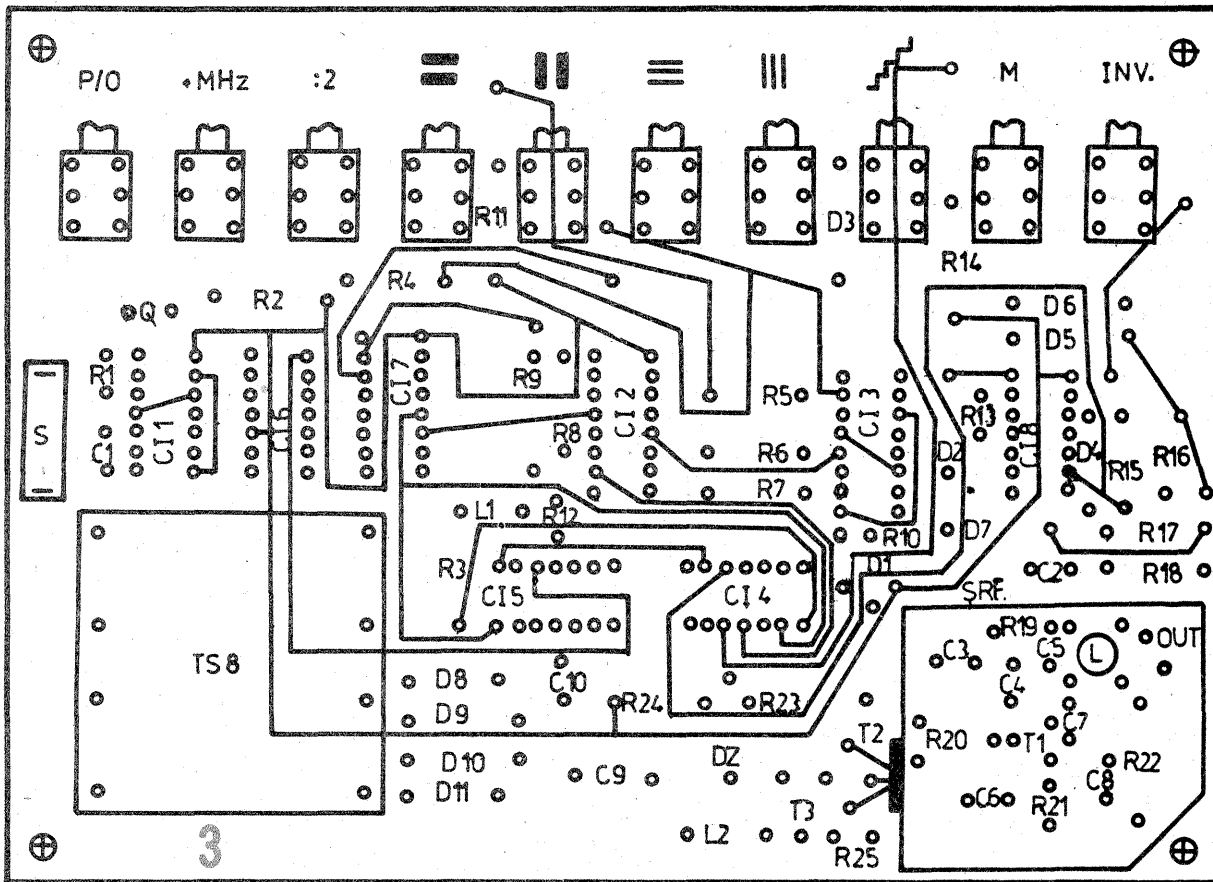 P/O +MHz :2 M INV.
R11 D3
R14
R4
Q R2 D6
D5
R1 CI7 R9 R5 CI3 R13
S C1 CI1 CI6 R8 CI2 R6 D2 CI8 D4 R15 R16
R7
L1 R12 R10 D7 R17
R3 D1 C2 R18
CI5 CI4 SRF.
R19 C5 L OUT
TS8 C3
D8 C10 C4
D9 R24 R23 C7
T2 R20 T1
D10 DZ R22
D11 C9 C6 R21 C8
T3
3 L2 R25